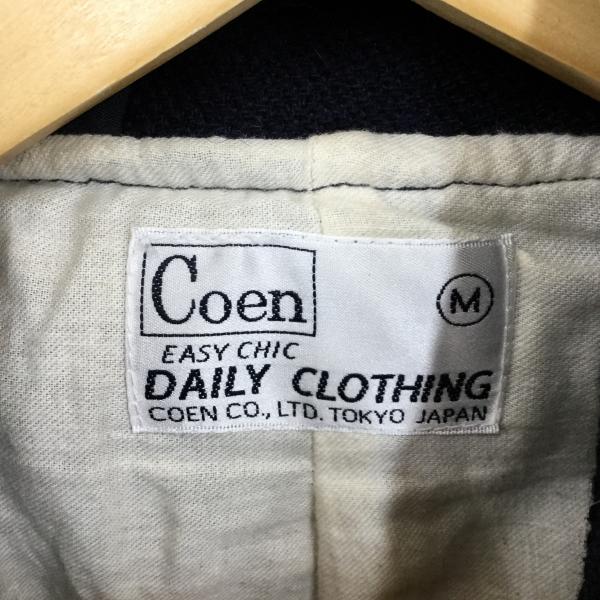 Coen
M
EASY CHIC
DAILY CLOTHING
COEN CO., LTD. TOKYO JAPAN